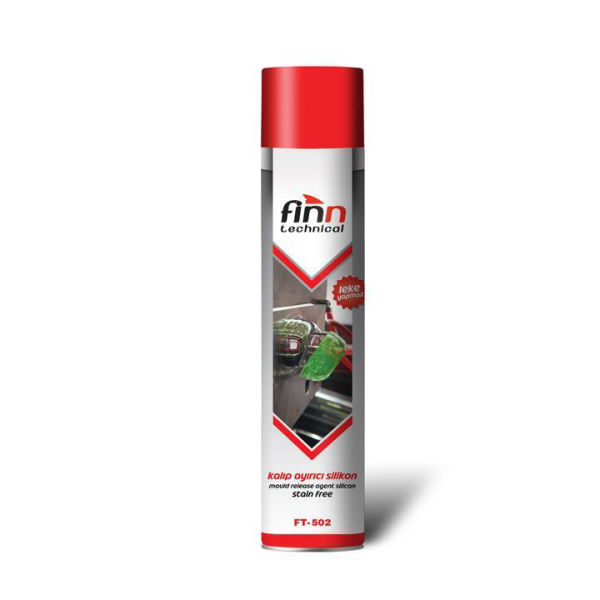 finn
technical
leke
yapmaz
kalıp ayırıcı silikon
mould release agent silicon
stain free
FT-502